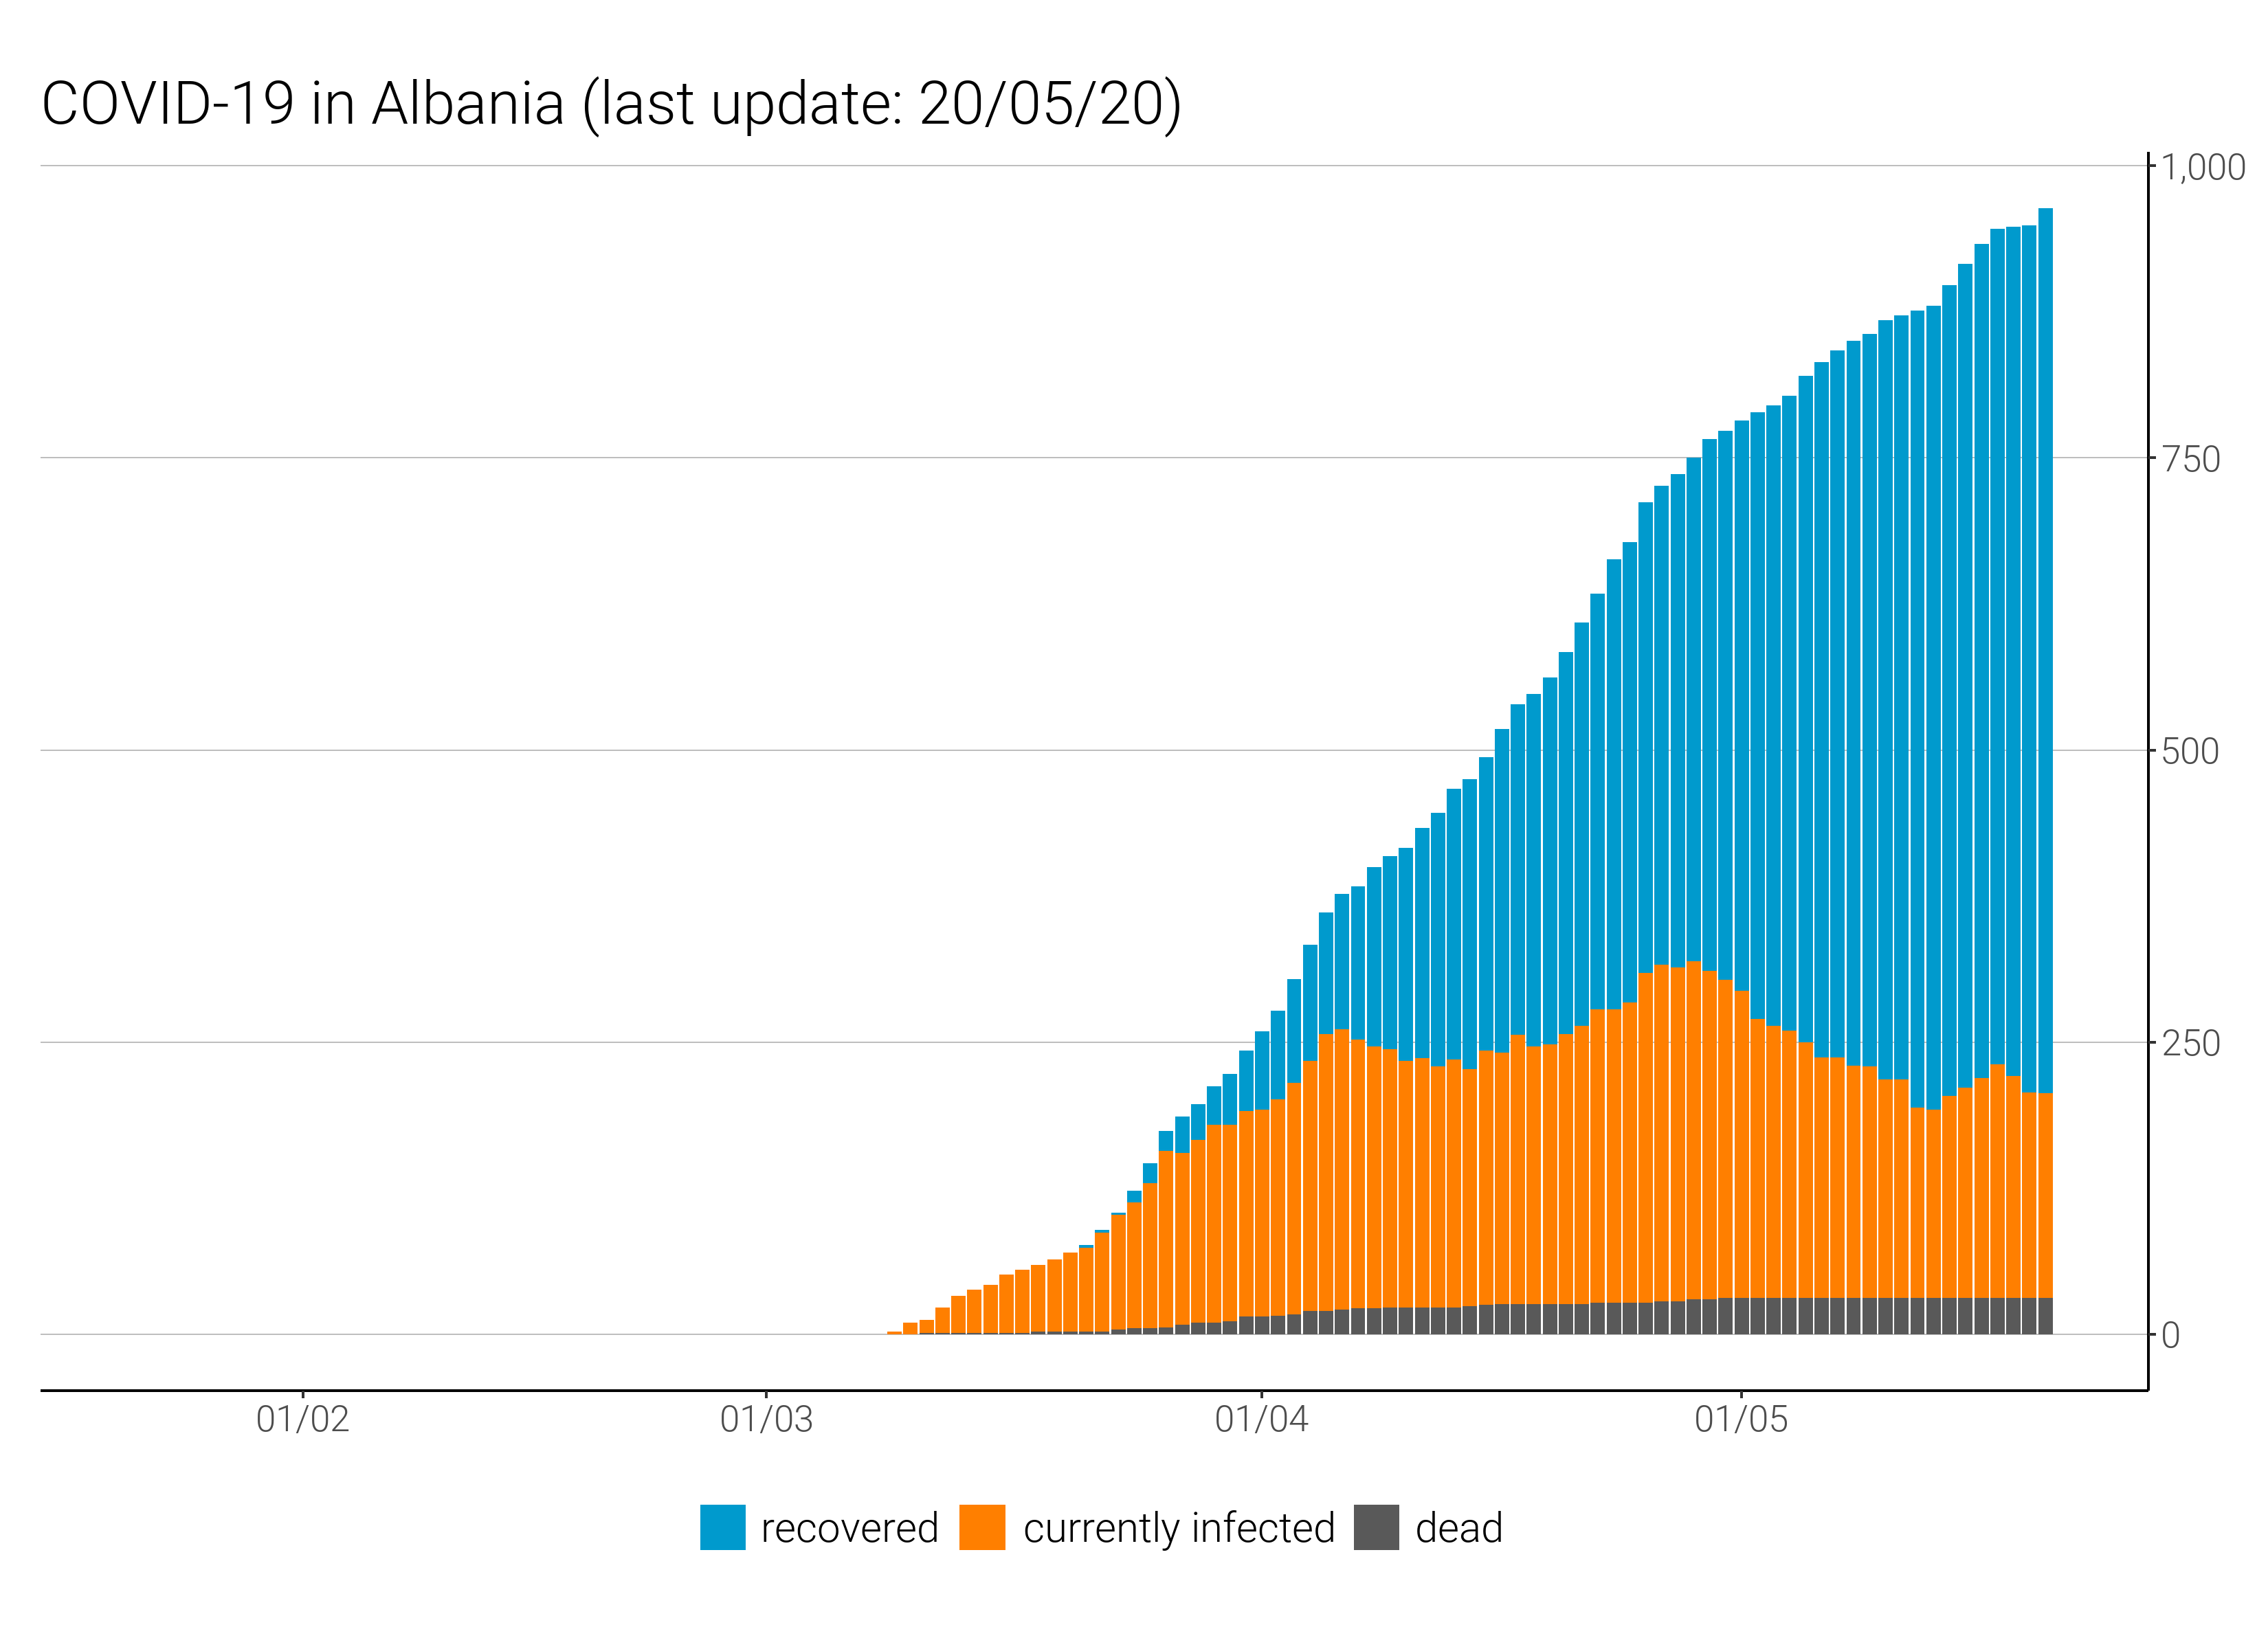 COVID-19 in Albania (last update: 20/05/20)
1,000
750
500
250
0
01/02 01/03 01/04 01/05
recovered currently infected dead